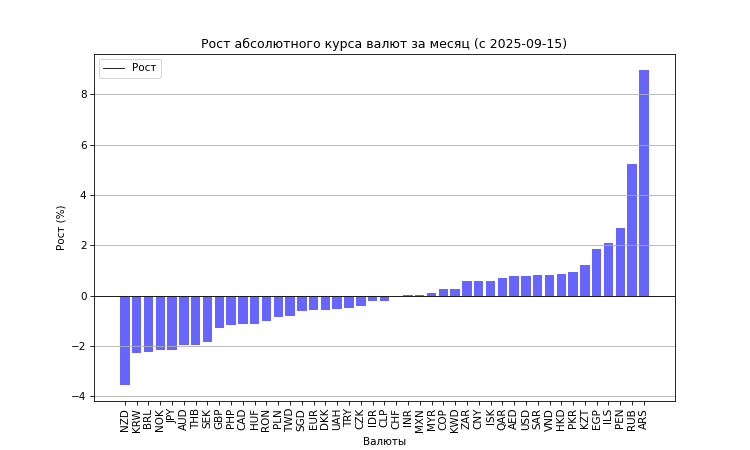 Рост абсолютного курса валют за месяц (с 2025-09-15)
Рост
8
6
4
2
0
−2
−4
Рост (%)
NZD KRW BRL NOK JPY AUD THB SEK GBP PHP CAD HUF RON PLN TWD SGD EUR DKK UAH TRY CZK IDR CLP CHF INR MXN MYR COP KWD ZAR CNY ISK QAR AED USD SAR VND HKD PKR KZT EGP ILS PEN RUB ARS
Валюты